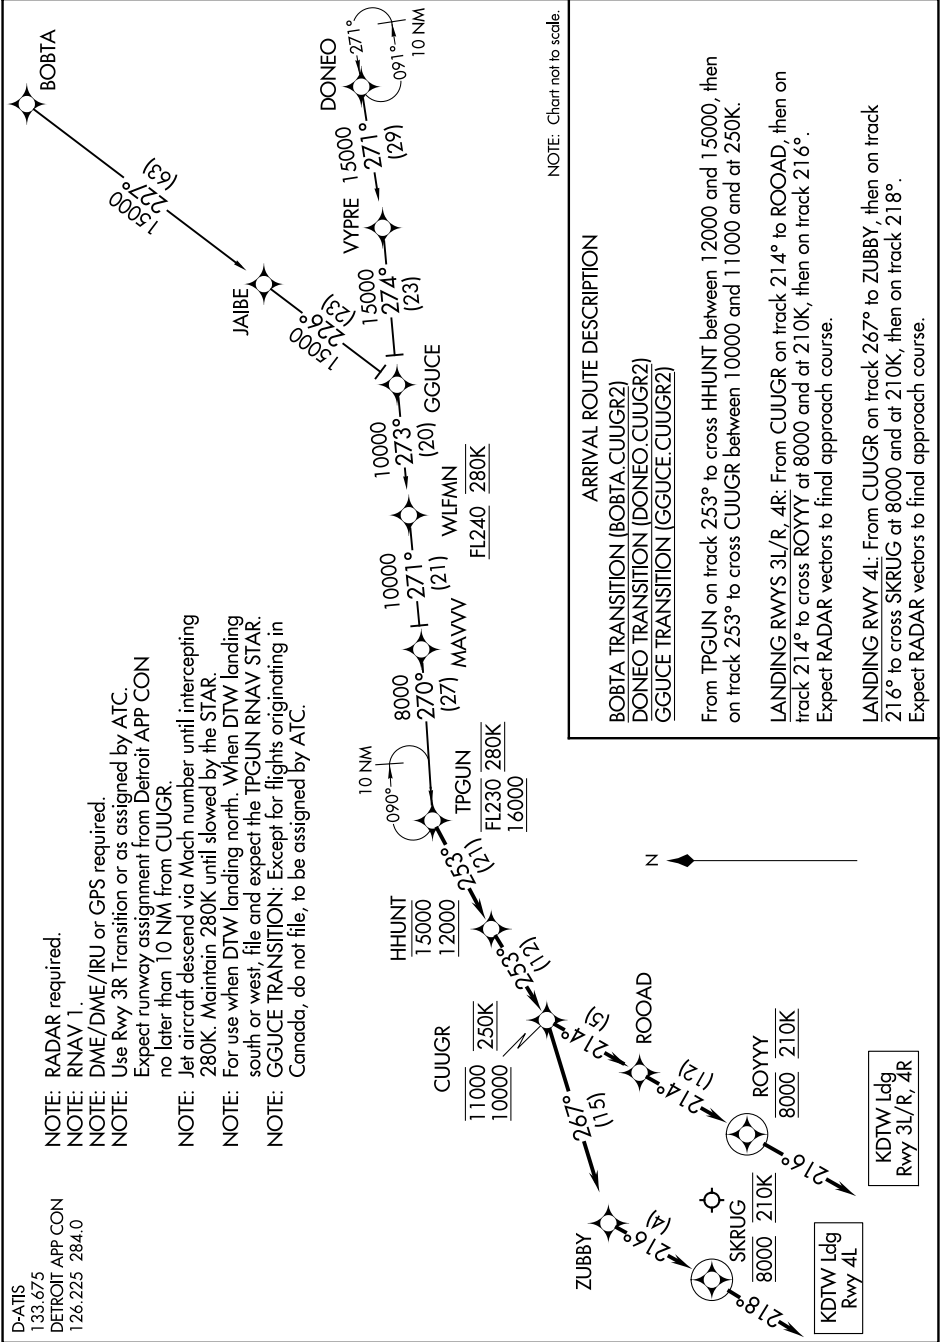 D-ATIS
133.675
DETROIT APP CON
126.225 284.0
NOTE: RADAR required.
NOTE: RNAV 1.
NOTE: DME/DME/IRU or GPS required.
NOTE: Use Rwy 3R Transition or as assigned by ATC.
Expect runway assignment from Detroit APP CON
no later than 10 NM from CUUGR.
NOTE: Jet aircraft descend via Mach number until intercepting
280K. Maintain 280K until slowed by the STAR.
NOTE: For use when DTW landing north. When DTW landing
south or west, file and expect the TPGUN RNAV STAR.
NOTE: GGUCE TRANSITION: Except for flights originating in
Canada, do not file, to be assigned by ATC.
BOBTA
15000
227°
(63)
JAIBE
15000
226°
(23)
DONEO
271°
091°
10 NM
15000
271°
(29)
VYPRE
15000
274°
(23)
GGUCE
10000
273°
(20)
WLFMN
FL240 280K
10000
271°
(21)
MAVVV
8000
270°
(27)
10 NM
090°
TPGUN
FL230 280K
16000
253°
(21)
HHUNT
15000
12000
253°
(12)
CUUGR
11000 250K
10000
214°
(5)
ROOAD
214°
(12)
ROYYY
8000 210K
216°
KDTW Ldg
Rwy 3L/R, 4R
267°
(15)
ZUBBY
216°
(4)
SKRUG
8000 210K
218°
KDTW Ldg
Rwy 4L
N
NOTE: Chart not to scale.
ARRIVAL ROUTE DESCRIPTION
BOBTA TRANSITION (BOBTA.CUUGR2)
DONEO TRANSITION (DONEO.CUUGR2)
GGUCE TRANSITION (GGUCE.CUUGR2)
From TPGUN on track 253° to cross HHUNT between 12000 and 15000, then
on track 253° to cross CUUGR between 10000 and 11000 and at 250K.
LANDING RWYS 3L/R, 4R: From CUUGR on track 214° to ROOAD, then on
track 214° to cross ROYYY at 8000 and at 210K, then on track 216°.
Expect RADAR vectors to final approach course.
LANDING RWY 4L: From CUUGR on track 267° to ZUBBY, then on track
216° to cross SKRUG at 8000 and at 210K, then on track 218°.
Expect RADAR vectors to final approach course.